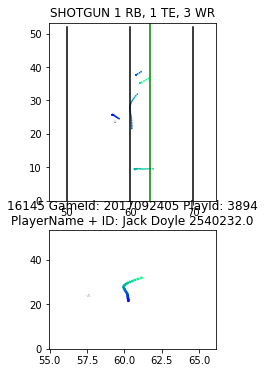 SHOTGUN 1 RB, 1 TE, 3 WR
50
40
30
20
10
0
50 60 70
16145 GameId: 2017092405 PlayId: 3894
PlayerName + ID: Jack Doyle 2540232.0
40
20
0
55.0 57.5 60.0 62.5 65.0